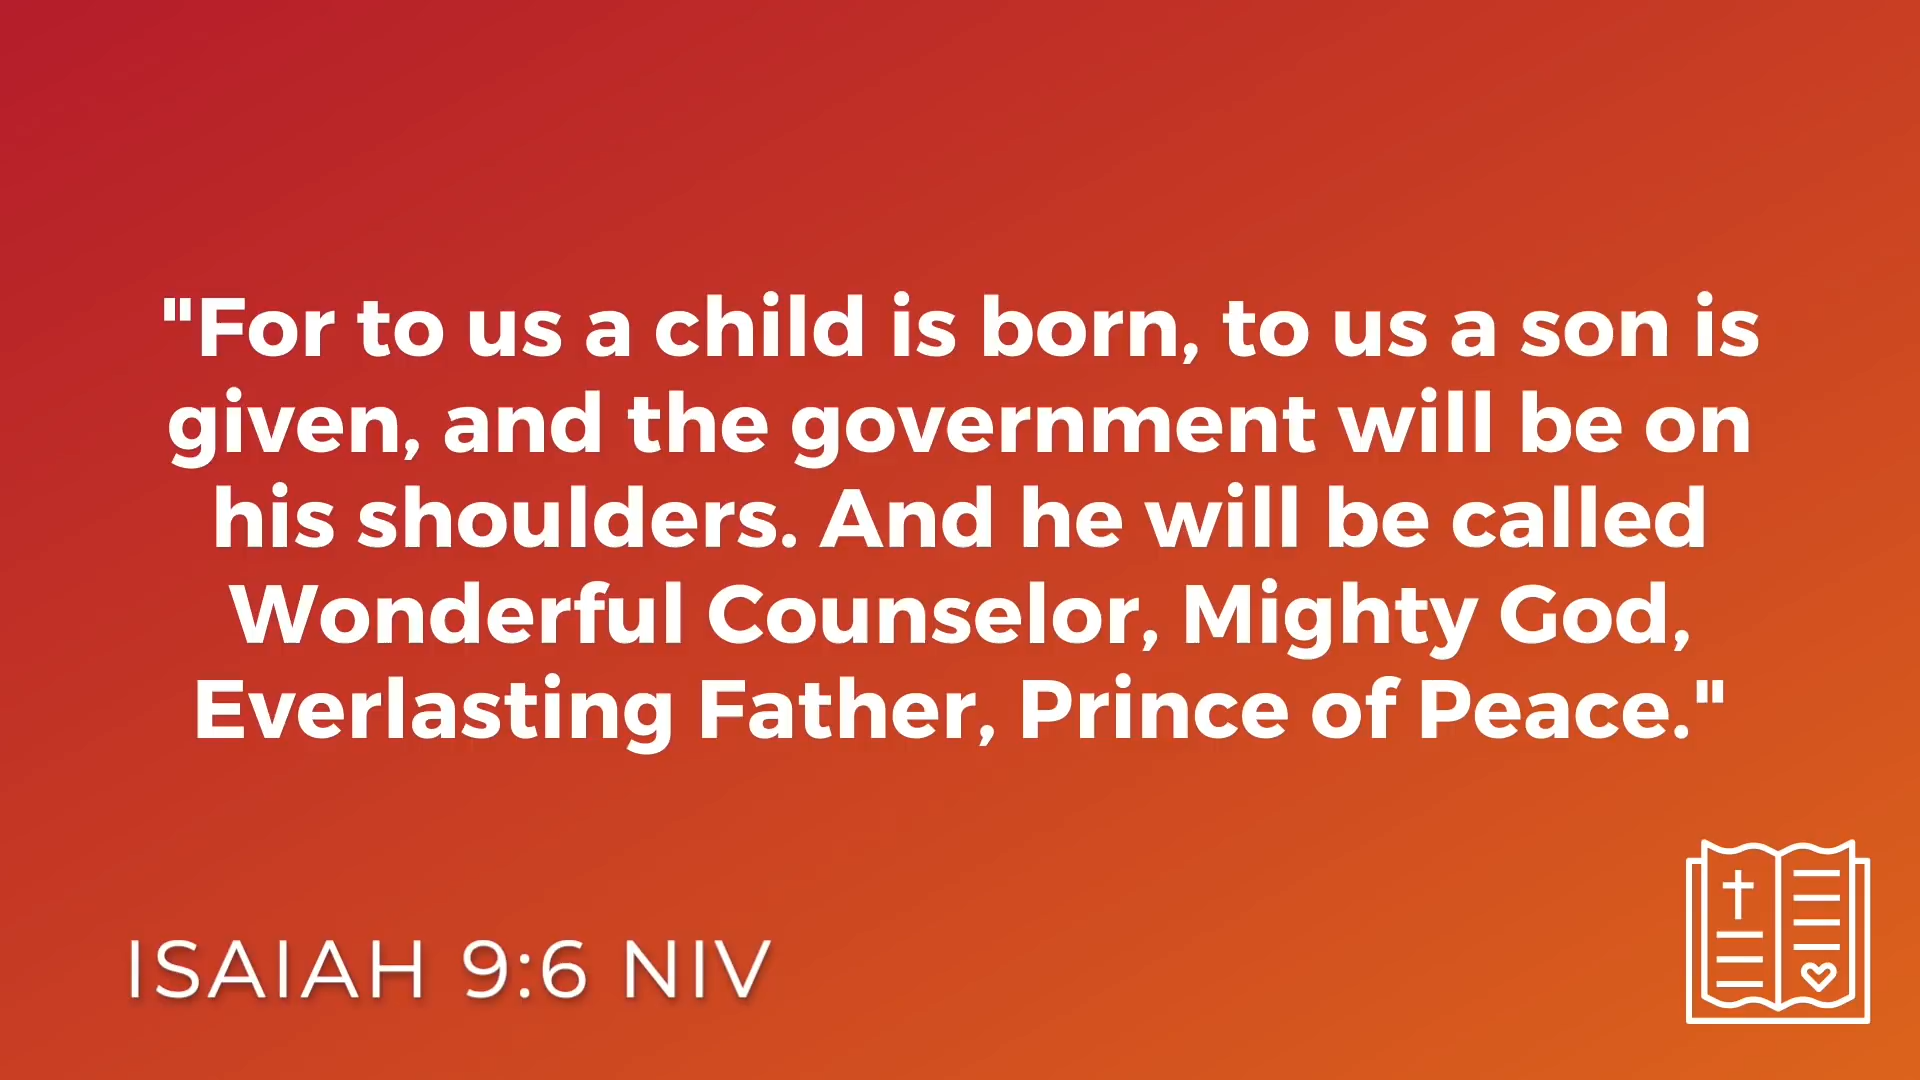 "For to us a child is born, to us a son is
given, and the government will be on
his shoulders. And he will be called
Wonderful Counselor, Mighty God,
Everlasting Father, Prince of Peace."
ISAIAH 9:6 NIV